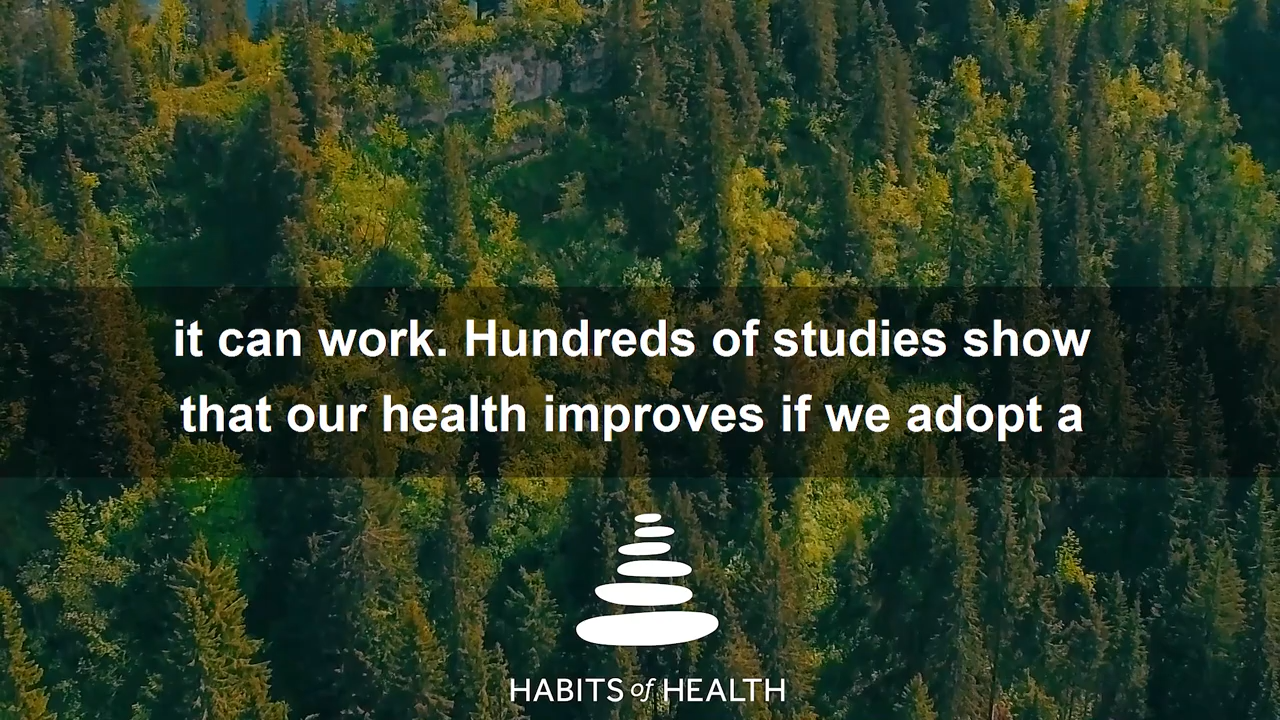 it can work. Hundreds of studies show
that our health improves if we adopt a
HABITS of HEALTH